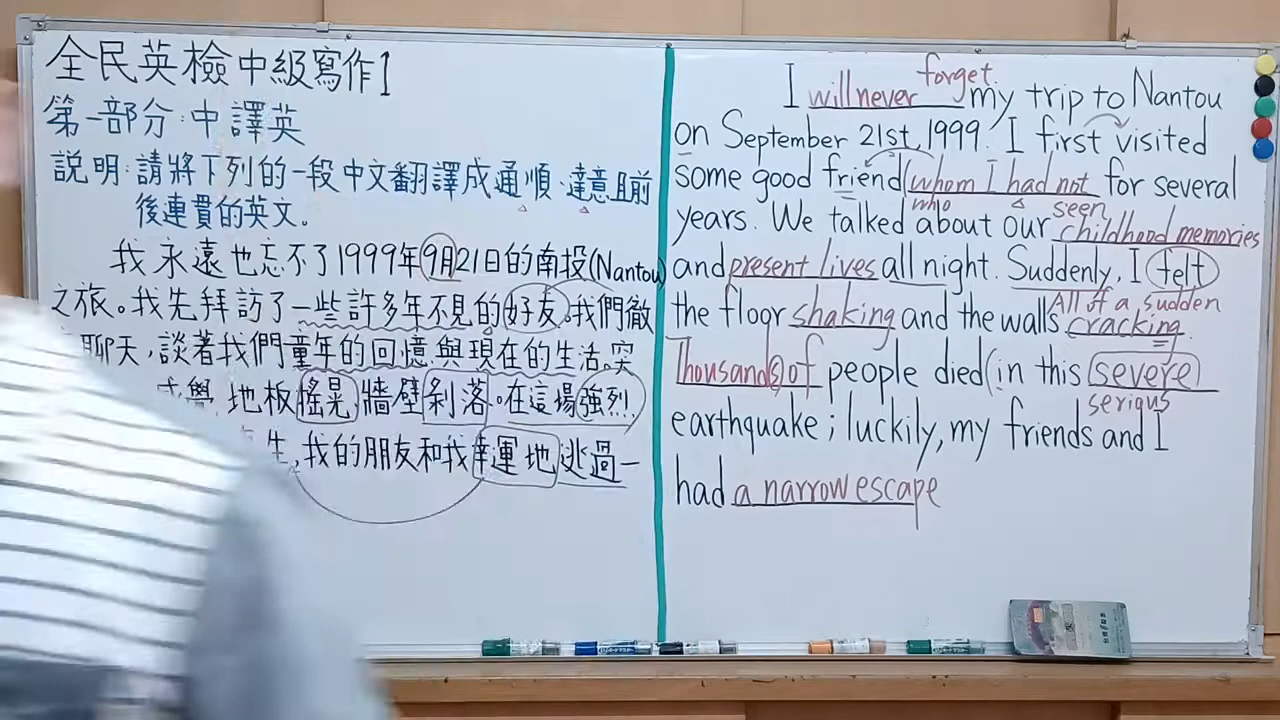 全民英檢中級寫作1
第一部分:中譯英
説明:請將下列的一段中文翻譯成通順、達意且前
後連貫的英文。
我永遠也忘不了1999年9月21日的南投(Nantou)
之旅。我先拜訪了一些許多年不見的好友。我們徹
聊天,談著我們童年的回憶與現在的生活。突
感覺地板搖晃牆壁剝落。在這場強烈
生,我的朋友和我幸運地逃過一
forget
I will never my trip to Nantou
on September 21st, 1999. I first visited
some good friend (whom I had not for several
who seen
years. We talked about our childhood memories
and present lives all night. Suddenly, I felt
All of a sudden
the floor shaking and the walls cracking.
Thousand(s) of people died (in this severe
serious
earthquake; luckily, my friends and I
had a narrow escape